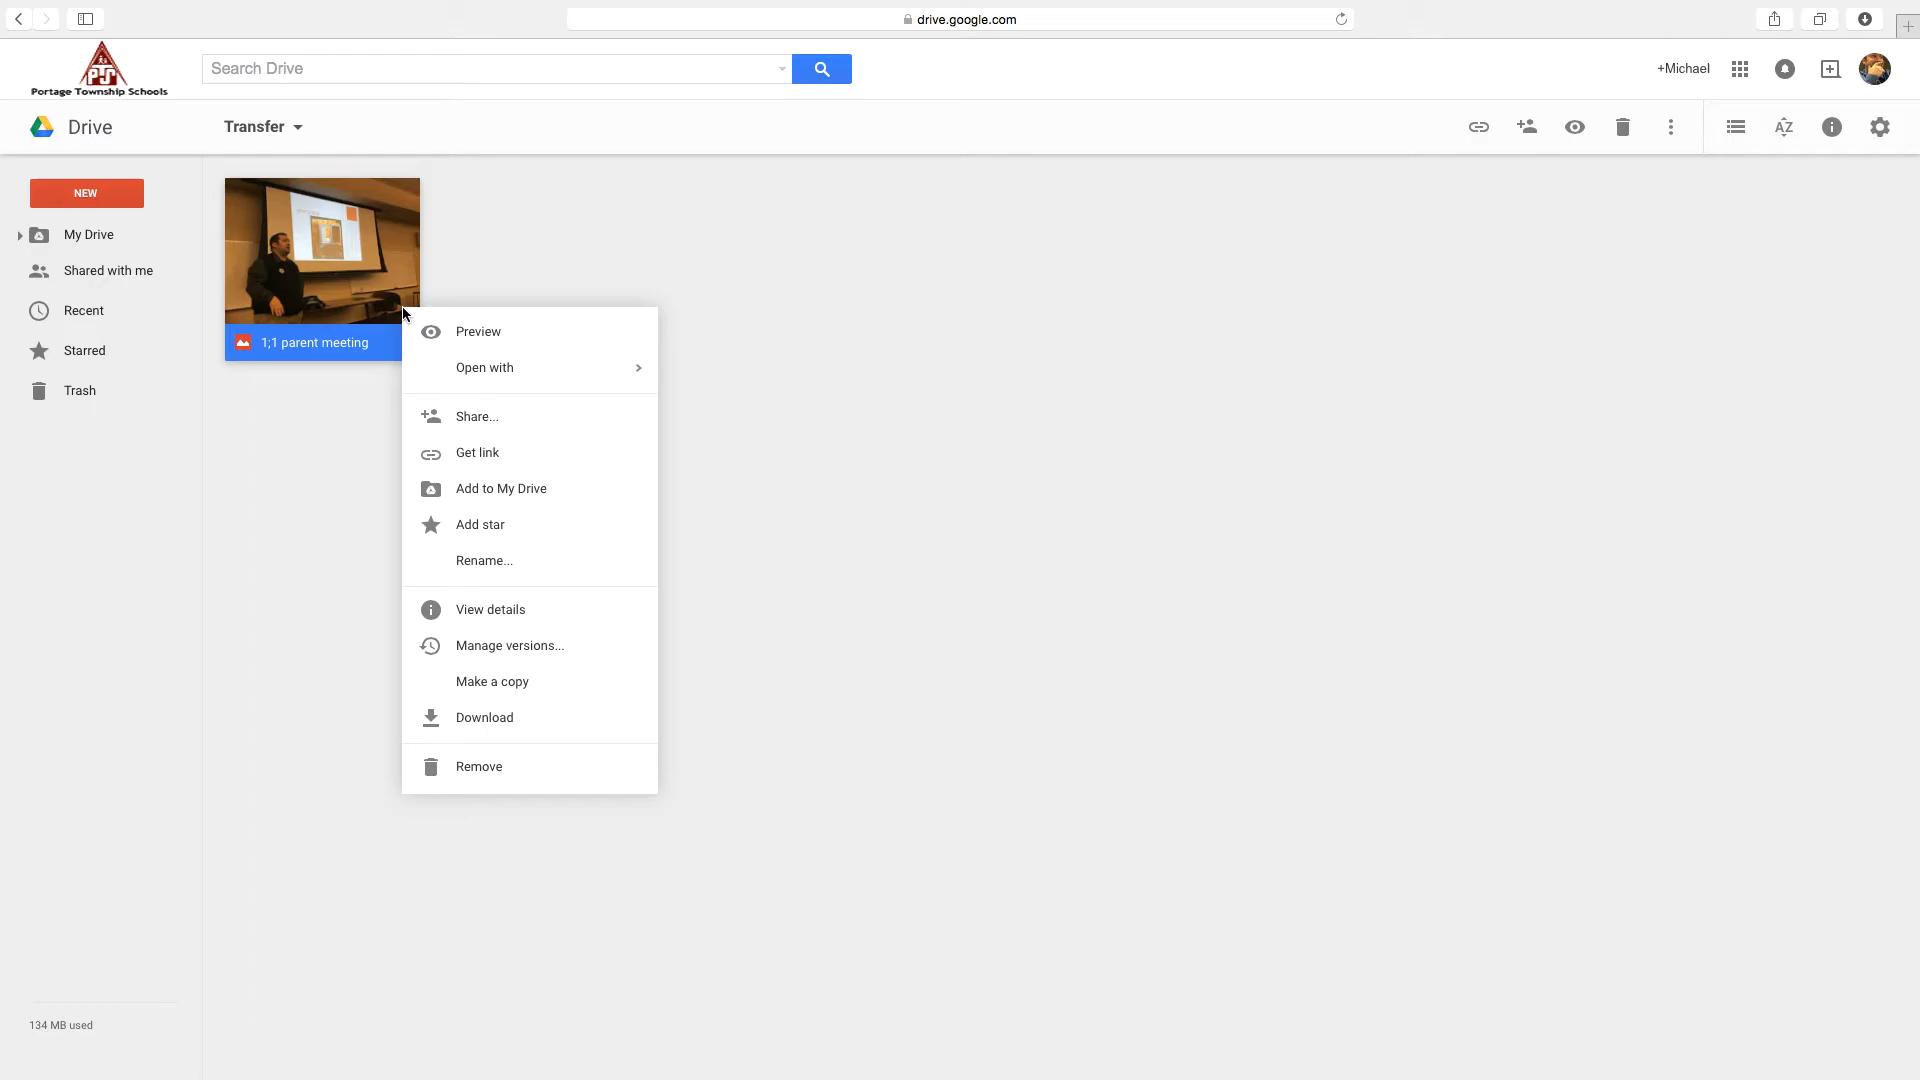 drive.google.com
PTS
Portage Township Schools
Search Drive
+Michael
Drive
Transfer
AZ
NEW
My Drive
Shared with me
Recent
Starred
Trash
1;1 parent meeting
Preview
Open with
Share...
Get link
Add to My Drive
Add star
Rename...
View details
Manage versions...
Make a copy
Download
Remove
134 MB used